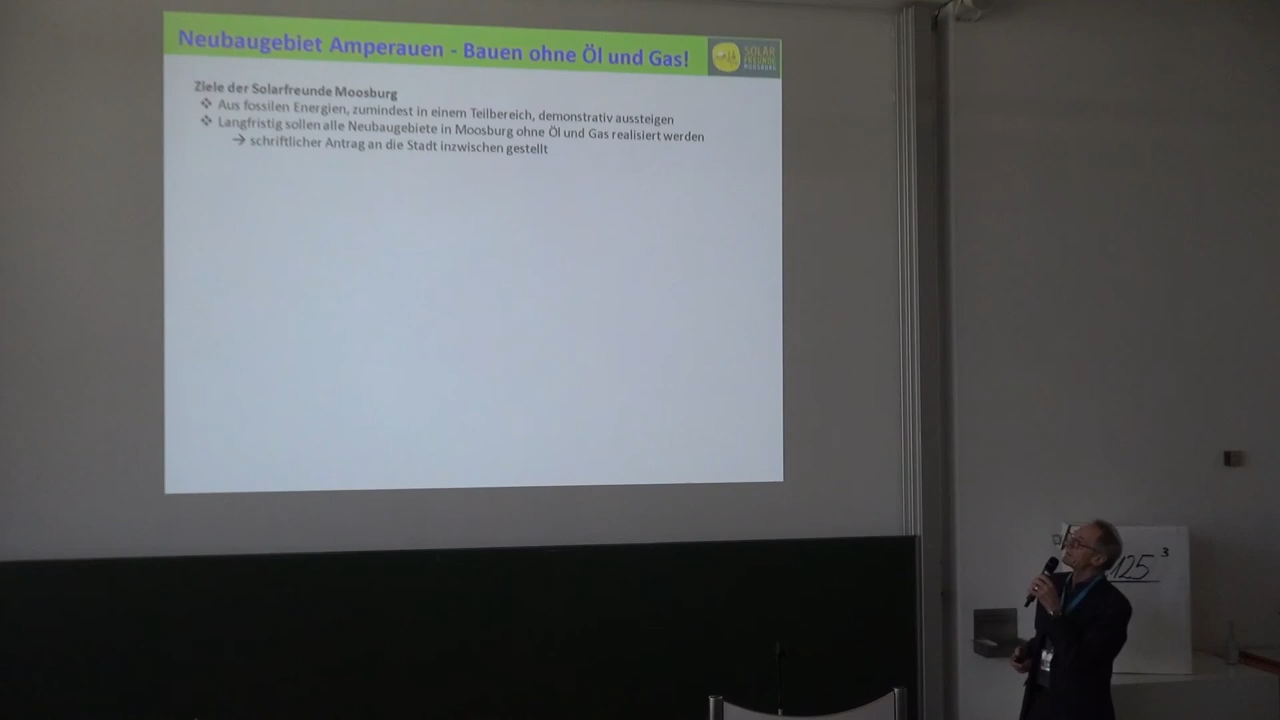 Neubaugebiet Amperauen - Bauen ohne Öl und Gas!
SOLAR
FREUNDE
MOOSBURG
Ziele der Solarfreunde Moosburg
❖ Aus fossilen Energien, zumindest in einem Teilbereich, demonstrativ aussteigen
❖ Langfristig sollen alle Neubaugebiete in Moosburg ohne Öl und Gas realisiert werden
→ schriftlicher Antrag an die Stadt inzwischen gestellt
125 ³